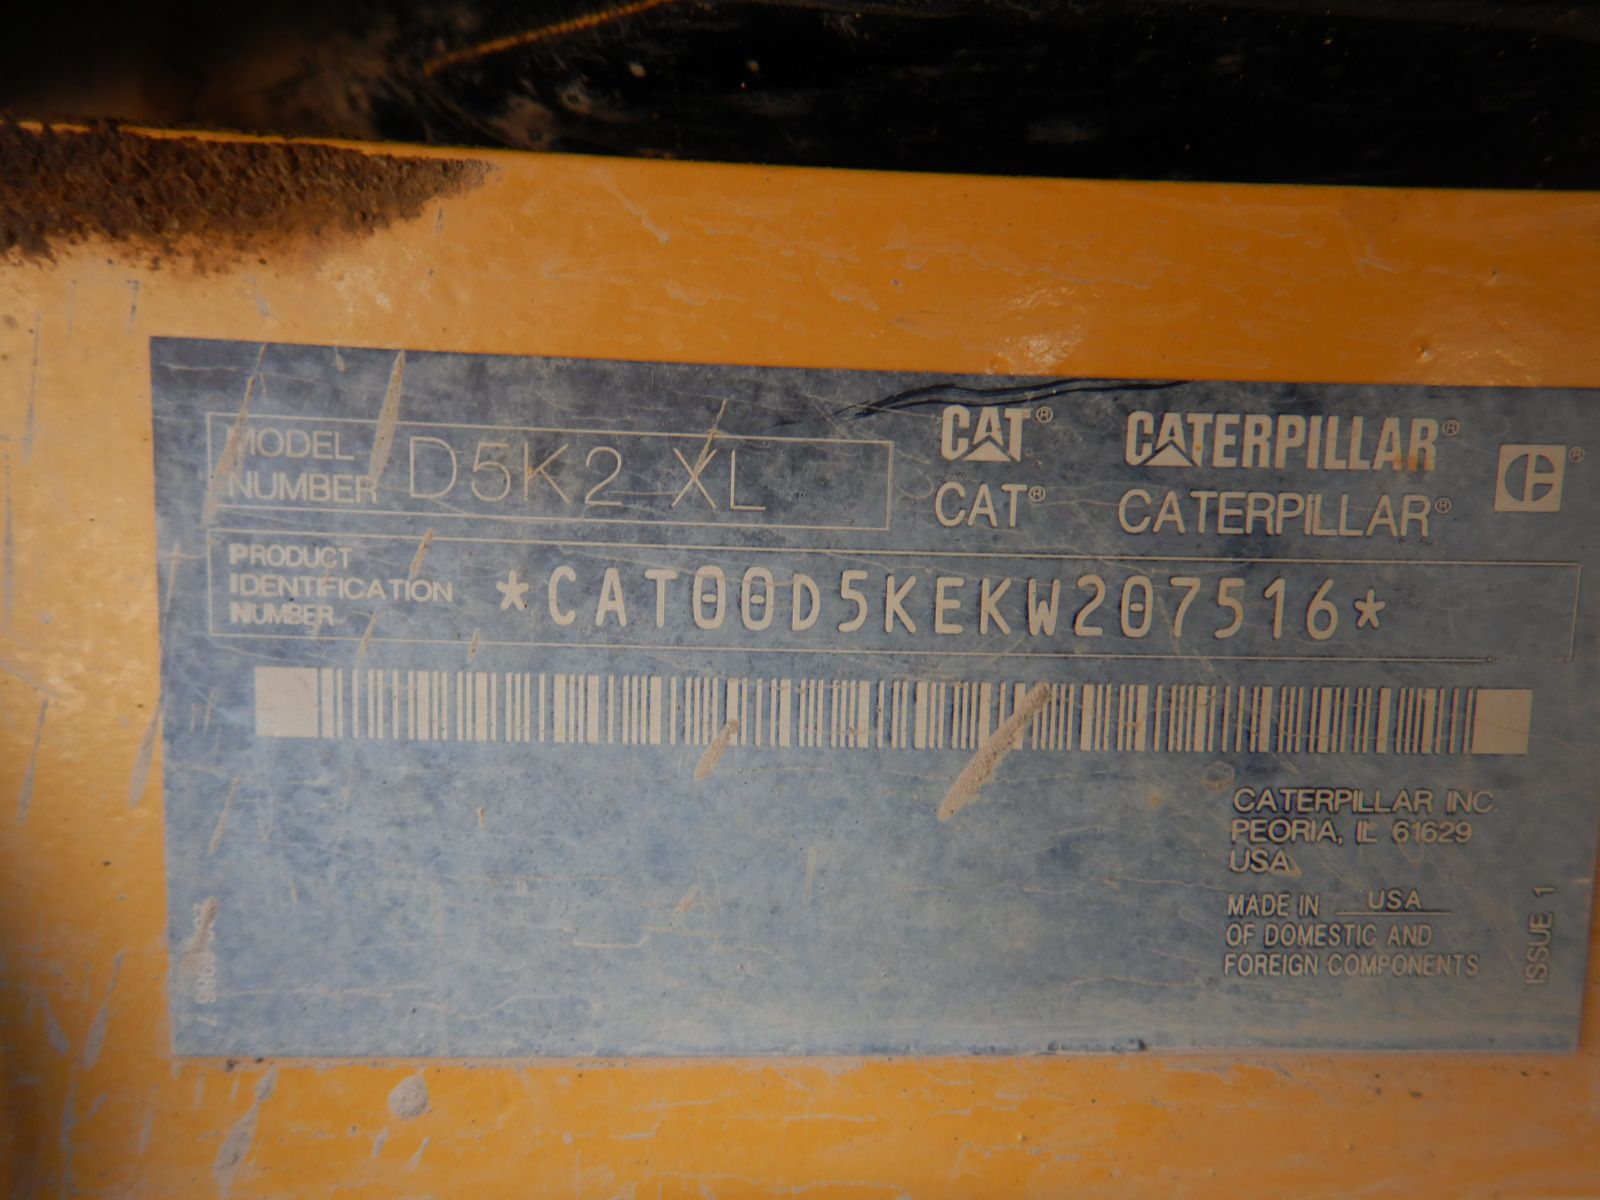 MODEL NUMBER D5K2 XL
CAT® CATERPILLAR®
CAT® CATERPILLAR®
PRODUCT IDENTIFICATION NUMBER *CAT00D5KEKW207516*
CATERPILLAR INC.
PEORIA, IL 61629
USA
MADE IN USA
OF DOMESTIC AND
FOREIGN COMPONENTS
ISSUE 1